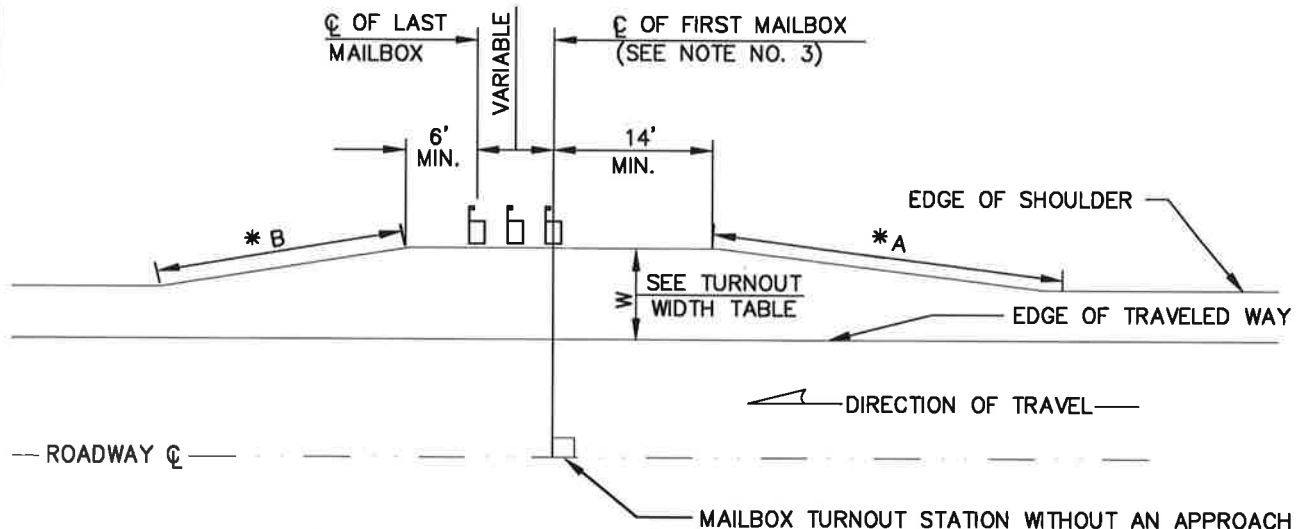 ℄ OF LAST
MAILBOX
VARIABLE
℄ OF FIRST MAILBOX
(SEE NOTE NO. 3)
6'
MIN.
14'
MIN.
EDGE OF SHOULDER
* B
* A
W
SEE TURNOUT
WIDTH TABLE
EDGE OF TRAVELED WAY
DIRECTION OF TRAVEL
ROADWAY ℄
MAILBOX TURNOUT STATION WITHOUT AN APPROACH